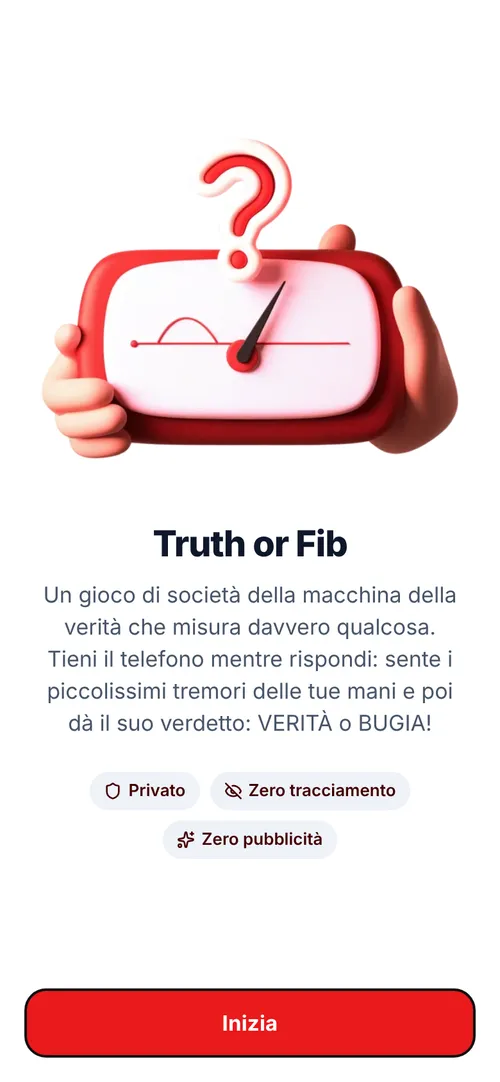 ?
Truth or Fib
Un gioco di società della macchina della
verità che misura davvero qualcosa.
Tieni il telefono mentre rispondi: sente i
piccolissimi tremori delle tue mani e poi
dà il suo verdetto: VERITÀ o BUGIA!
Privato
Zero tracciamento
Zero pubblicità
Inizia